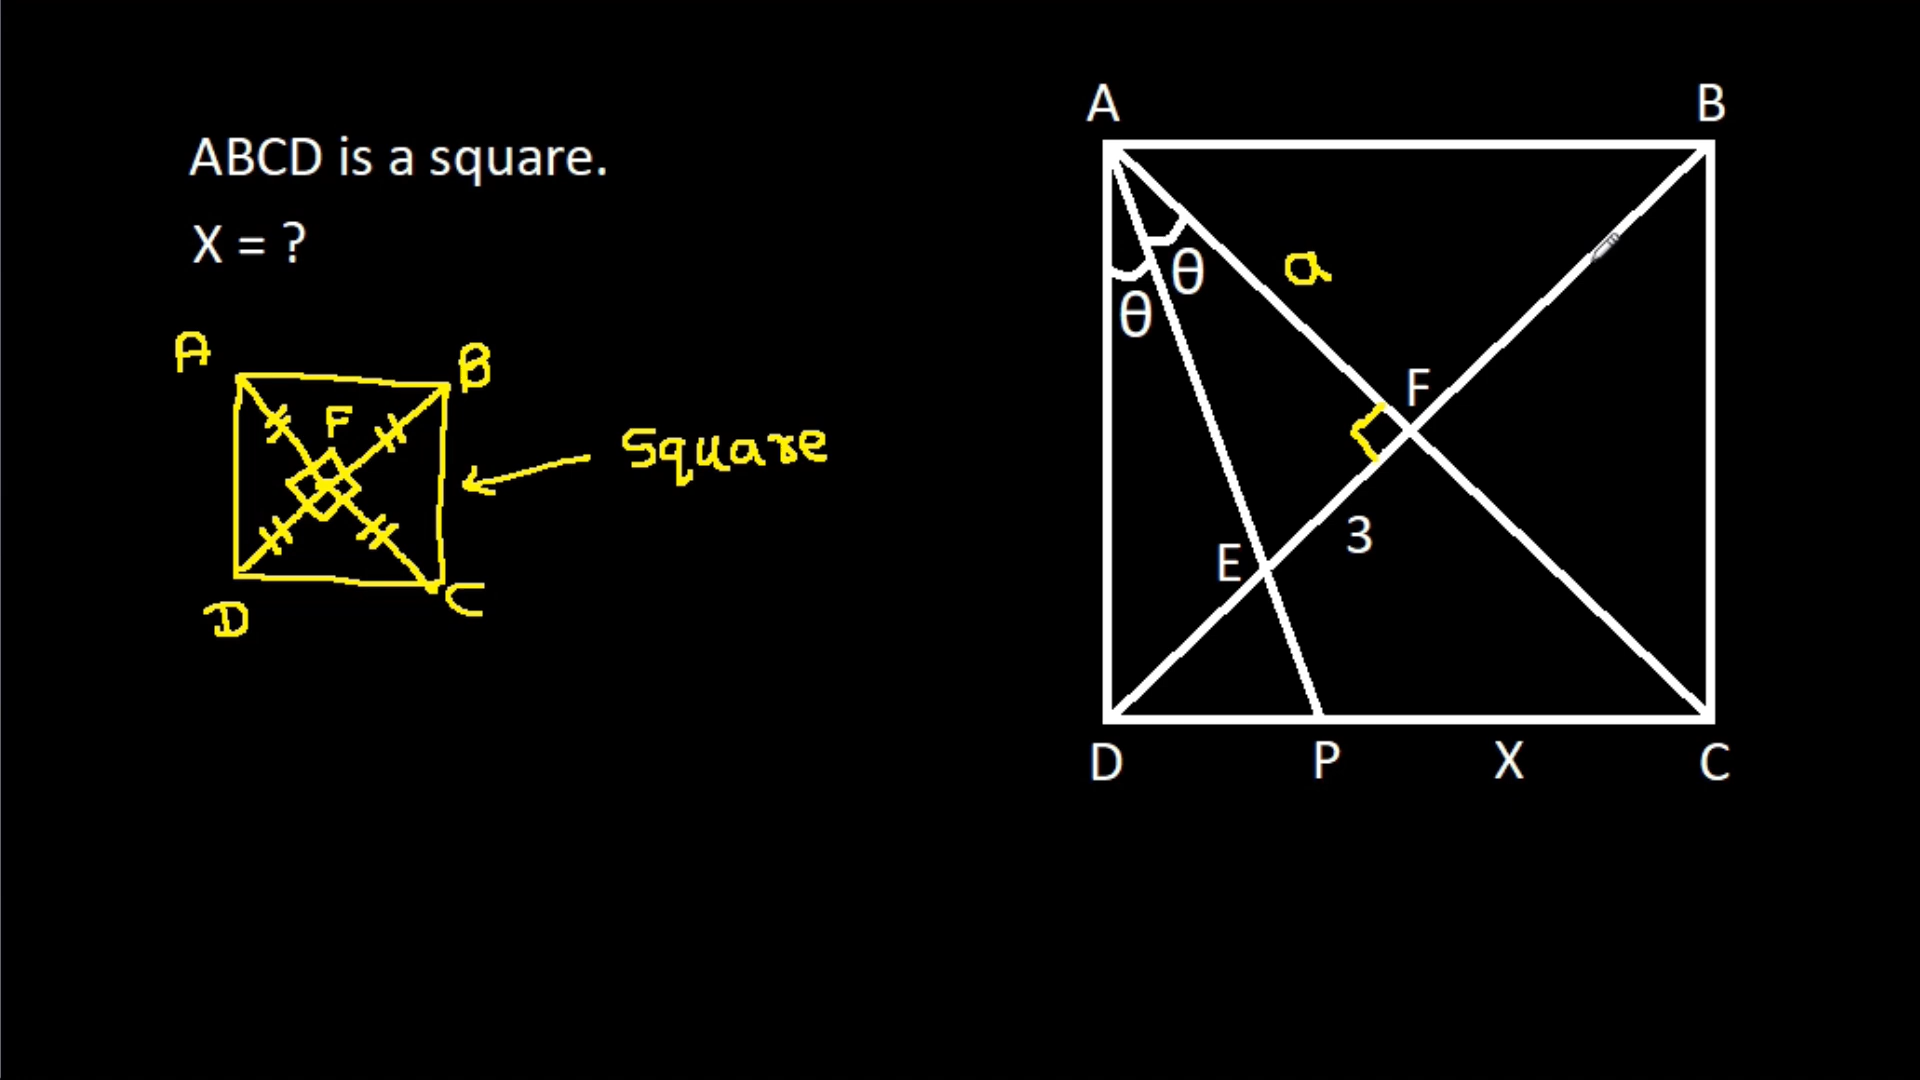 ABCD is a square.
X = ?
A
B
F
D
C
Square
A
B
θ
θ
a
F
E
3
D
P
X
C